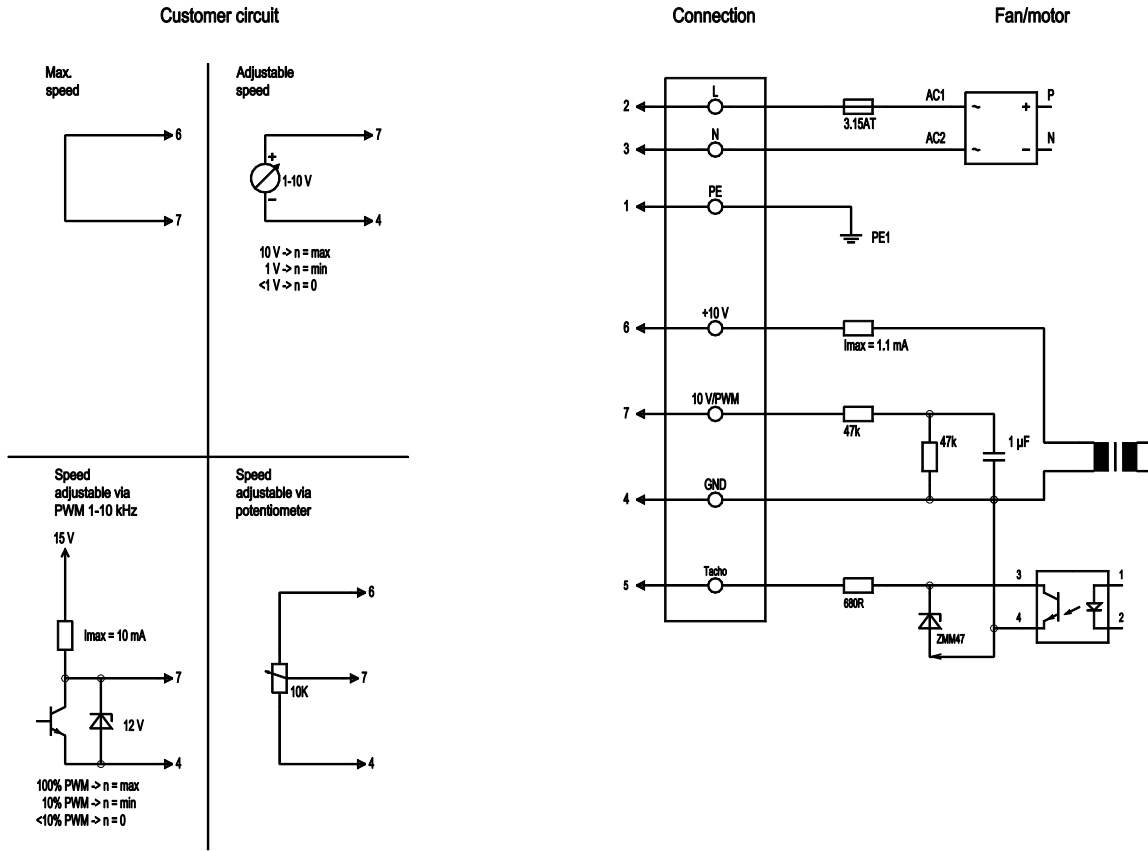 Customer circuit
Connection
Fan/motor
Max.
speed
6
7
Adjustable
speed
7
+
1-10 V
−
4
10 V -> n = max
1 V -> n = min
<1 V -> n = 0
Speed
adjustable via
PWM 1-10 kHz
15 V
Imax = 10 mA
7
12 V
4
100% PWM -> n = max
10% PWM -> n = min
<10% PWM -> n = 0
Speed
adjustable via
potentiometer
6
7
10K
4
2
L
3.15AT
AC1
~
+
P
3
N
AC2
~
−
N
1
PE
PE1
6
+10 V
Imax = 1.1 mA
7
10 V/PWM
47k
47k
1 µF
4
GND
5
Tacho
680R
ZMM47
3
1
4
2